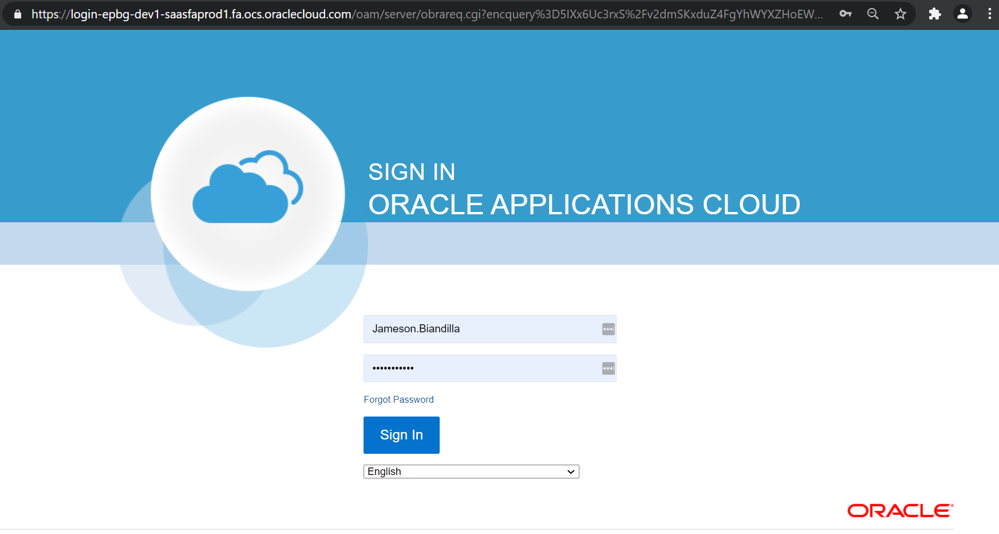 https://login-epbg-dev1-saasfaprod1.fa.ocs.oraclecloud.com/oam/server/obrareq.cgi?encquery%3D5IXx6Uc3rxS%2Fv2dmSKxduZ4FgYhWYXZHoEW...
SIGN IN
ORACLE APPLICATIONS CLOUD
Jameson.Biandilla
•••••••••••
Forgot Password
Sign In
English
ORACLE